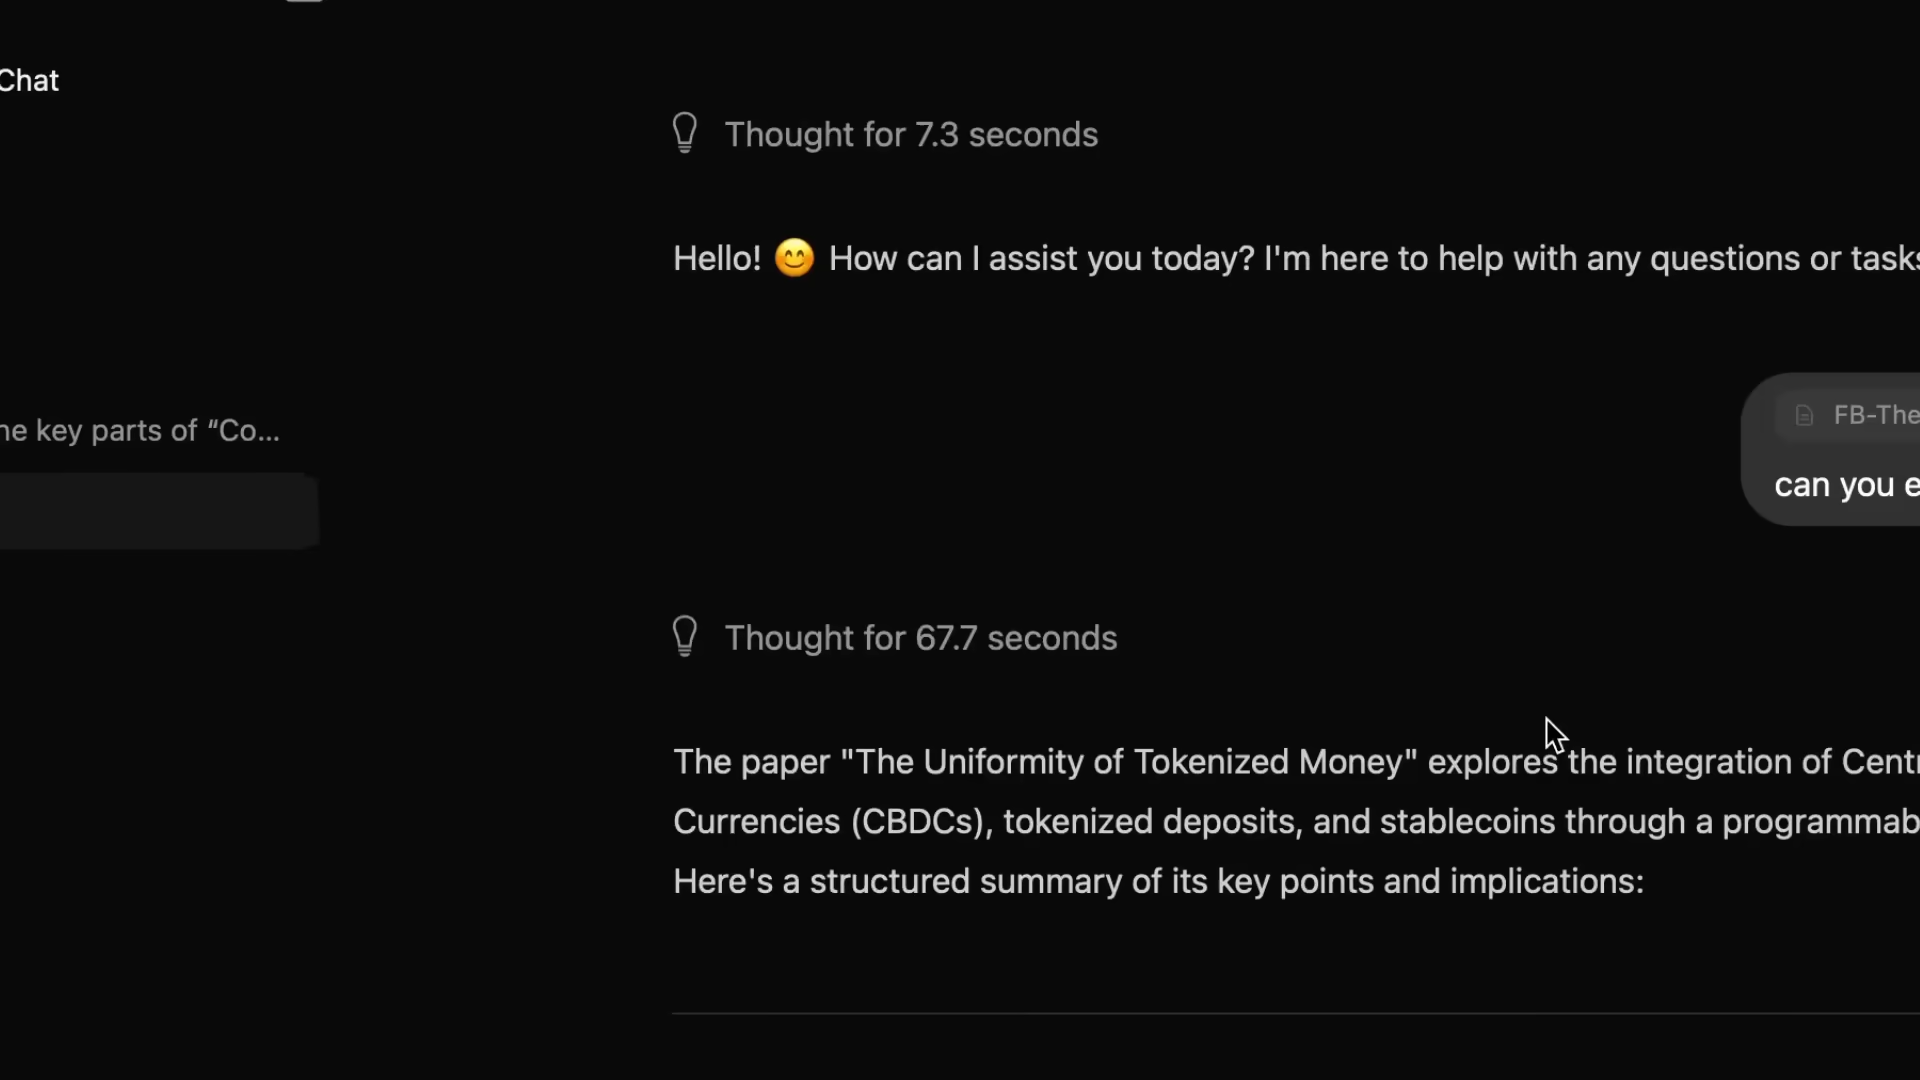 Chat
Thought for 7.3 seconds
Hello! 😊 How can I assist you today? I'm here to help with any questions or tasks
key parts of “Co...
FB-The
can you
Thought for 67.7 seconds
The paper "The Uniformity of Tokenized Money" explores the integration of
Currencies (CBDCs), tokenized deposits, and stablecoins through a
Here's a structured summary of its key points and implications: